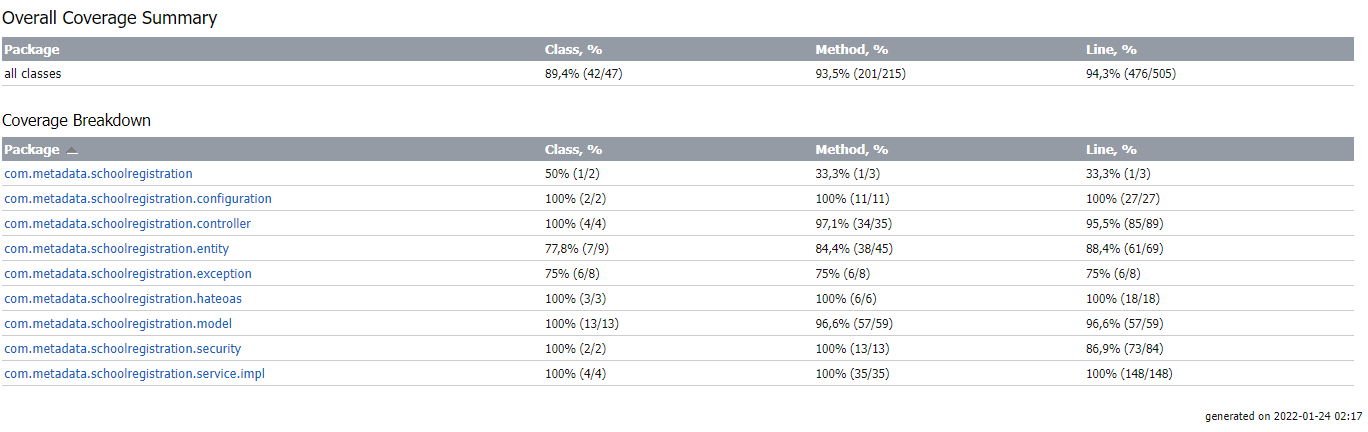 Overall Coverage Summary
Package Class, % Method, % Line, %
all classes 89,4% (42/47) 93,5% (201/215) 94,3% (476/505)
Coverage Breakdown
Package Class, % Method, % Line, %
com.metadata.schoolregistration 50% (1/2) 33,3% (1/3) 33,3% (1/3)
com.metadata.schoolregistration.configuration 100% (2/2) 100% (11/11) 100% (27/27)
com.metadata.schoolregistration.controller 100% (4/4) 97,1% (34/35) 95,5% (85/89)
com.metadata.schoolregistration.entity 77,8% (7/9) 84,4% (38/45) 88,4% (61/69)
com.metadata.schoolregistration.exception 75% (6/8) 75% (6/8) 75% (6/8)
com.metadata.schoolregistration.hateoas 100% (3/3) 100% (6/6) 100% (18/18)
com.metadata.schoolregistration.model 100% (13/13) 96,6% (57/59) 96,6% (57/59)
com.metadata.schoolregistration.security 100% (2/2) 100% (13/13) 86,9% (73/84)
com.metadata.schoolregistration.service.impl 100% (4/4) 100% (35/35) 100% (148/148)
generated on 2022-01-24 02:17